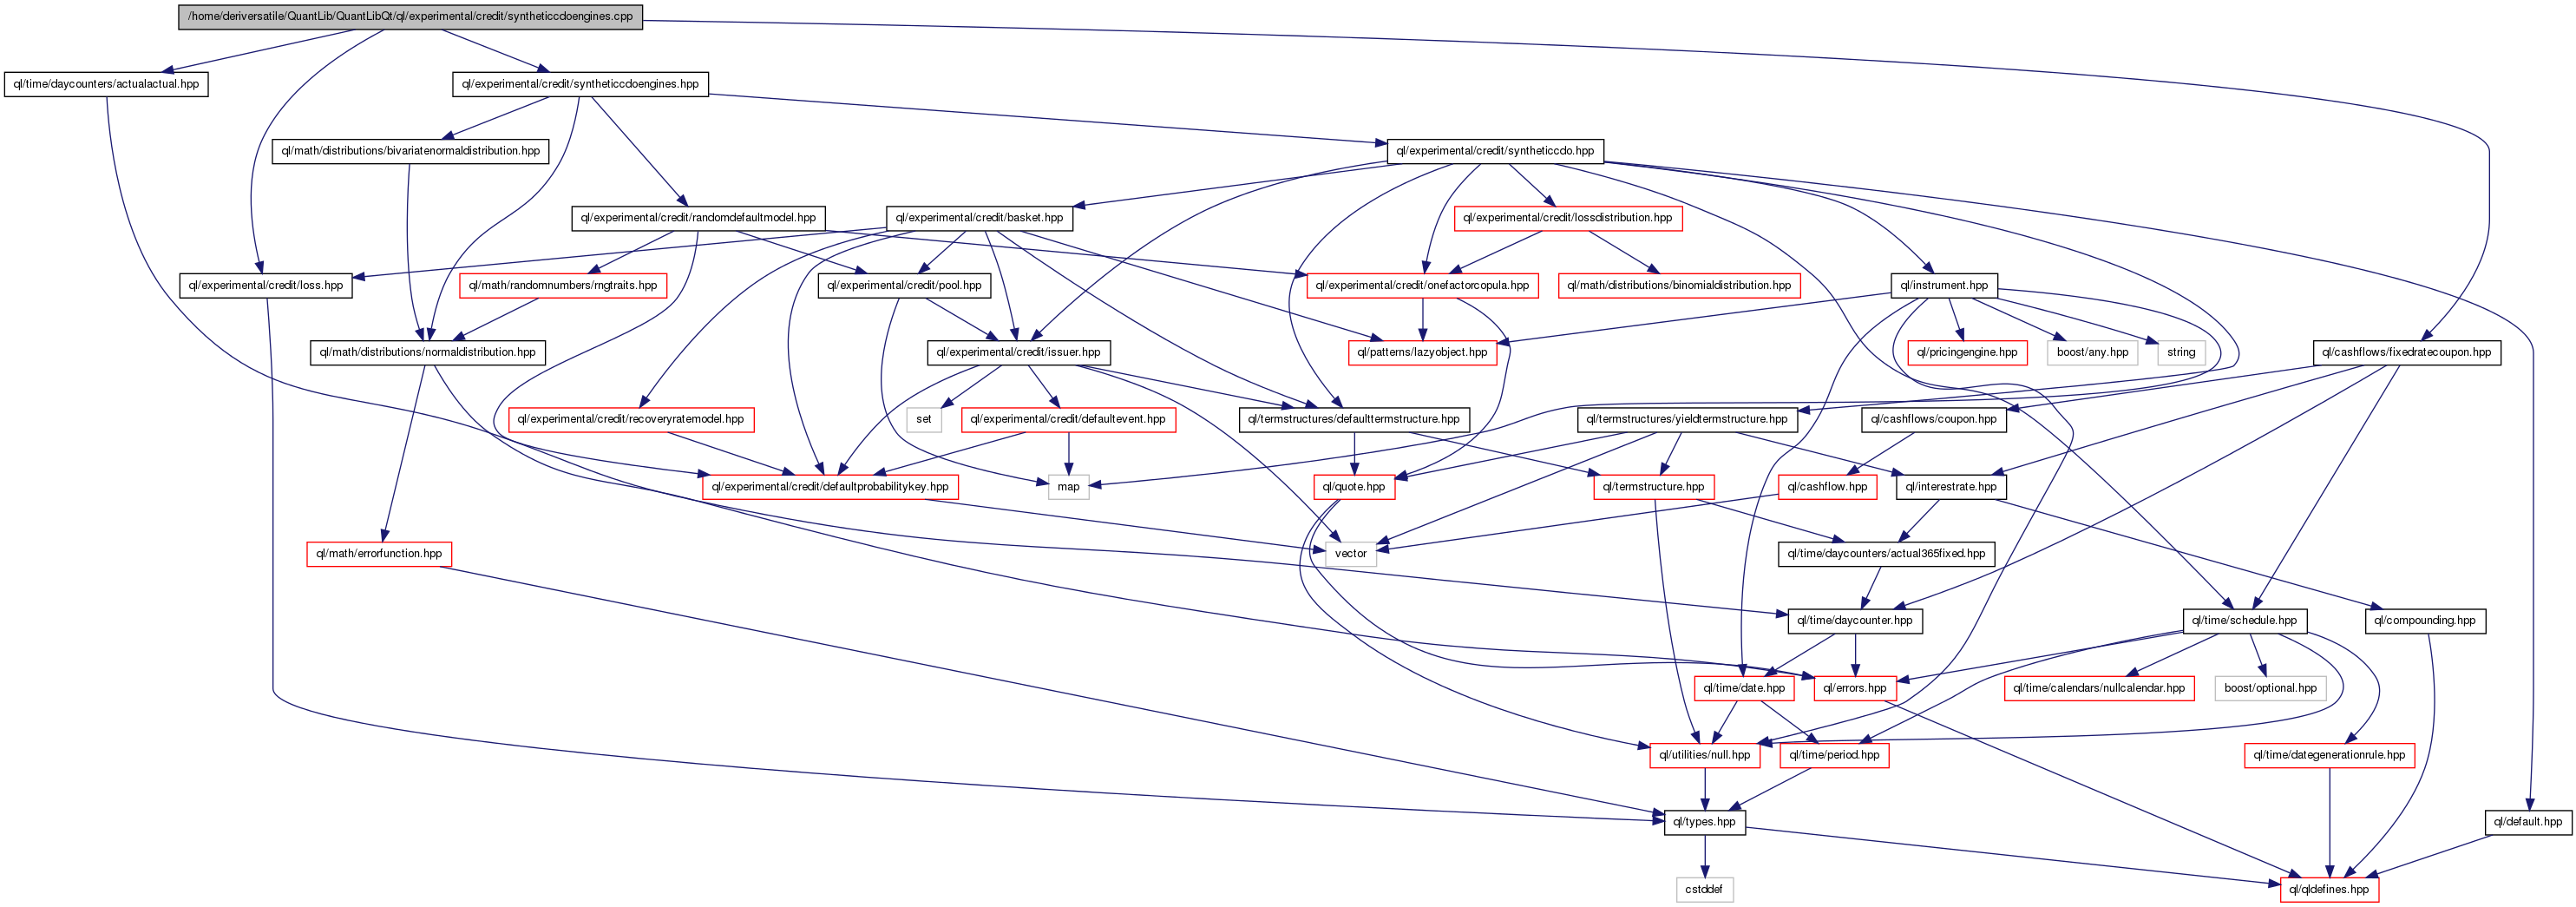 /home/deriversatile/QuantLib/QuantLibQt/ql/experimental/credit/syntheticcdoengines.cpp
ql/time/daycounters/actualactual.hpp
ql/experimental/credit/syntheticcdoengines.hpp
ql/math/distributions/bivariatenormaldistribution.hpp
ql/experimental/credit/syntheticcdo.hpp
ql/experimental/credit/randomdefaultmodel.hpp
ql/experimental/credit/basket.hpp
ql/experimental/credit/lossdistribution.hpp
ql/experimental/credit/loss.hpp
ql/math/randomnumbers/rngtraits.hpp
ql/experimental/credit/pool.hpp
ql/experimental/credit/onefactorcopula.hpp
ql/math/distributions/binomialdistribution.hpp
ql/instrument.hpp
ql/math/distributions/normaldistribution.hpp
ql/experimental/credit/issuer.hpp
ql/patterns/lazyobject.hpp
ql/pricingengine.hpp
boost/any.hpp
string
ql/cashflows/fixedratecoupon.hpp
ql/experimental/credit/recoveryratemodel.hpp
set
ql/experimental/credit/defaultevent.hpp
ql/termstructures/defaulttermstructure.hpp
ql/termstructures/yieldtermstructure.hpp
ql/cashflows/coupon.hpp
ql/experimental/credit/defaultprobabilitykey.hpp
map
ql/quote.hpp
ql/termstructure.hpp
ql/cashflow.hpp
ql/interestrate.hpp
ql/math/errorfunction.hpp
vector
ql/time/daycounters/actual365fixed.hpp
ql/time/daycounter.hpp
ql/time/schedule.hpp
ql/compounding.hpp
ql/time/date.hpp
ql/errors.hpp
ql/time/calendars/nullcalendar.hpp
boost/optional.hpp
ql/utilities/null.hpp
ql/time/period.hpp
ql/time/dategenerationrule.hpp
ql/types.hpp
ql/default.hpp
cstddef
ql/qldefines.hpp